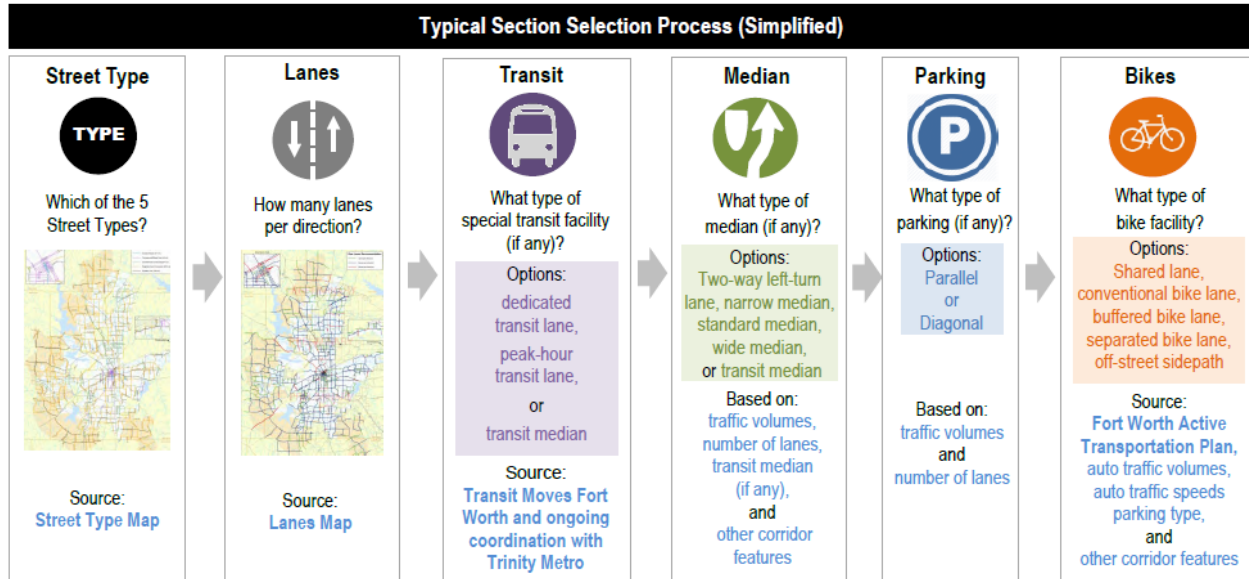 Typical Section Selection Process (Simplified)
Street Type
TYPE
Which of the 5
Street Types?
Source:
Street Type Map
Lanes
How many lanes
per direction?
Source:
Lanes Map
Transit
What type of
special transit facility
(if any)?
Options:
dedicated
transit lane,
peak-hour
transit lane,
or
transit median
Source:
Transit Moves Fort
Worth and ongoing
coordination with
Trinity Metro
Median
What type of
median (if any)?
Options:
Two-way left-turn
lane, narrow median,
standard median,
wide median,
or transit median
Based on:
traffic volumes,
number of lanes,
transit median
(if any),
and
other corridor
features
Parking
P
What type of
parking (if any)?
Options:
Parallel
or
Diagonal
Based on:
traffic volumes
and
number of lanes
Bikes
What type of
bike facility?
Options:
Shared lane,
conventional bike lane,
buffered bike lane,
separated bike lane,
off-street sidepath
Source:
Fort Worth Active
Transportation Plan,
auto traffic volumes,
auto traffic speeds
parking type,
and
other corridor features